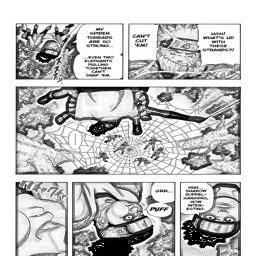 MY
SPIDER
THREADS
ARE SO
STRONG...
...EVEN TWO
ELEPHANTS
PULLING
TOGETHER
CAN'T
SNAP 'EM.
CAN'T
CUT
'EM!
UGH!
WHAT'S UP
WITH
THESE
STRANDS?!
GRR...
PUFF
HUH...
SHADOW
DOPPEL-
GANGERS,
HOW
INTER-
ESTING.